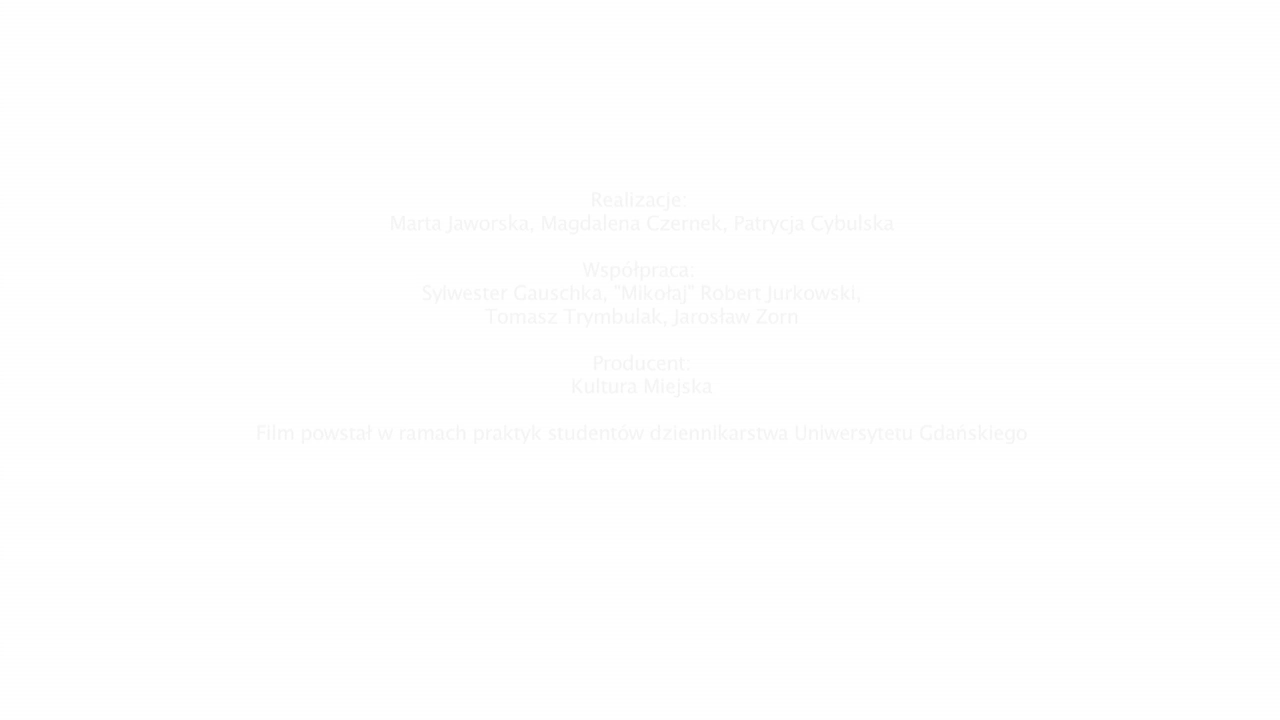 Realizacje:
Marta Jaworska, Magdalena Czernek, Patrycja Cybulska
Współpraca:
Sylwester Gauschka, "Mikołaj" Robert Jurkowski,
Tomasz Trymbulak, Jarosław Zorn
Producent:
Kultura Miejska
Film powstał w ramach praktyk studentów dziennikarstwa Uniwersytetu Gdańskiego